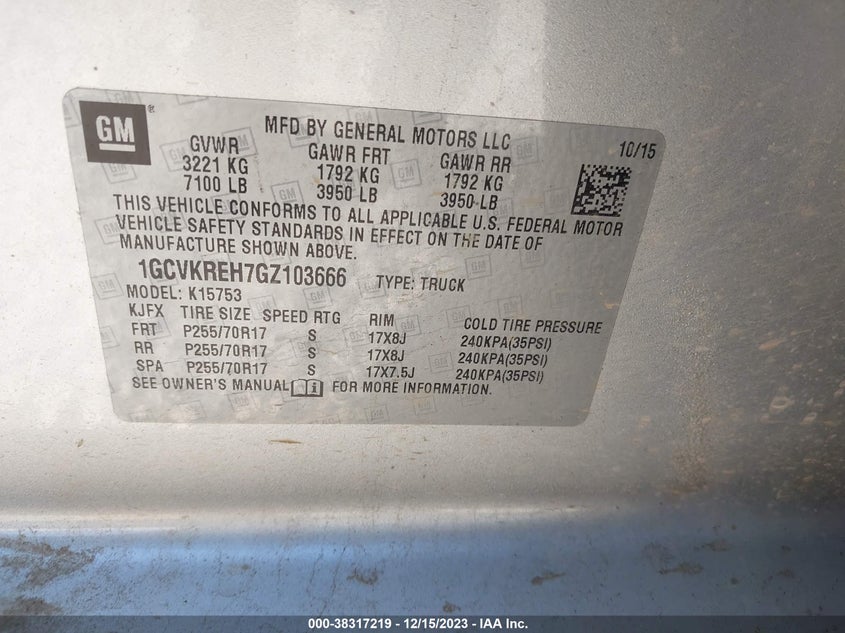 GM ®
MFD BY GENERAL MOTORS LLC 10/15
GVWR GAWR FRT GAWR RR
3221 KG 1792 KG 1792 KG
7100 LB 3950 LB 3950 LB
THIS VEHICLE CONFORMS TO ALL APPLICABLE U.S. FEDERAL MOTOR
VEHICLE SAFETY STANDARDS IN EFFECT ON THE DATE OF
MANUFACTURE SHOWN ABOVE.
1GCVKREH7GZ103666 TYPE: TRUCK
MODEL: K15753
KJFX TIRE SIZE SPEED RTG RIM COLD TIRE PRESSURE
FRT P255/70R17 S 17X8J 240KPA(35PSI)
RR P255/70R17 S 17X8J 240KPA(35PSI)
SPA P255/70R17 S 17X7.5J 240KPA(35PSI)
SEE OWNER'S MANUAL i FOR MORE INFORMATION.
000-38317219 - 12/15/2023 - IAA Inc.